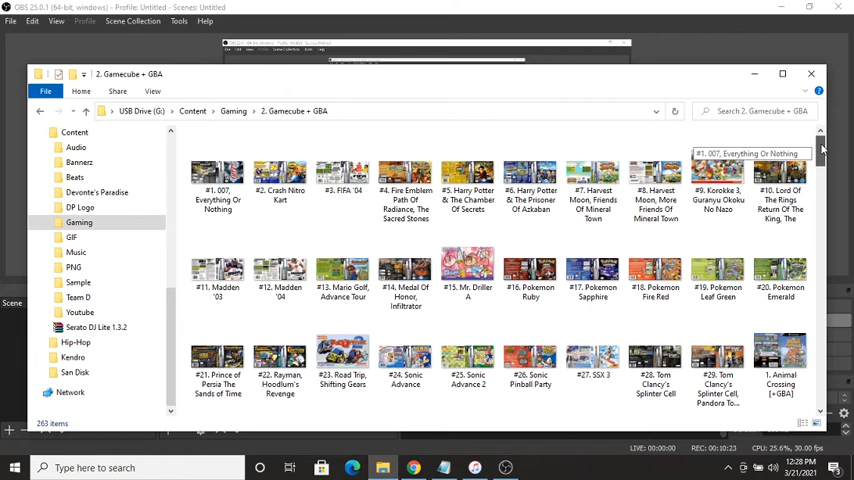 OBS 25.0.1 (64-bit, windows) - Profile: Untitled - Scenes: Untitled
File Edit View Profile Scene Collection Tools Help
2. Gamecube + GBA
File Home Share View
USB Drive (G:) Content Gaming 2. Gamecube + GBA
Search 2. Gamecube + GBA
Content
Audio
Bannerz
Beats
Devonte's Paradise
DP Logo
Gaming
GIF
Music
PNG
Sample
Team D
Youtube
Serato DJ Lite 1.3.2
Hip-Hop
Kendro
San Disk
Network
#1. 007, Everything Or Nothing
#1. 007,
Everything Or
Nothing
#2. Crash Nitro
Kart
#3. FIFA '04
#4. Fire Emblem
Path Of
Radiance, The
Sacred Stones
#5. Harry Potter
& The Chamber
Of Secrets
#6. Harry Potter
& The Prisoner
Of Azkaban
#7. Harvest
Moon, Friends
Of Mineral
Town
#8. Harvest
Moon, More
Friends Of
Mineral Town
#9. Korokke 3,
Guranyu Okoku
No Nazo
#10. Lord Of
The Rings
Return Of The
King, The
#11. Madden
'03
#12. Madden
'04
#13. Mario Golf,
Advance Tour
#14. Medal Of
Honor,
Infiltrator
#15. Mr. Driller
A
#16. Pokemon
Ruby
#17. Pokemon
Sapphire
#18. Pokemon
Fire Red
#19. Pokemon
Leaf Green
#20. Pokemon
Emerald
#21. Prince of
Persia The
Sands of Time
#22. Rayman,
Hoodlum's
Revenge
#23. Road Trip,
Shifting Gears
#24. Sonic
Advance
#25. Sonic
Advance 2
#26. Sonic
Pinball Party
#27. SSX 3
#28. Tom
Clancy's
Splinter Cell
#29. Tom
Clancy's
Splinter Cell,
Pandora To...
1. Animal
Crossing
[+GBA]
263 items
Scene
LIVE: 00:00:00 REC: 00:10:23 CPU: 25.6%, 30.00 fps
Type here to search
12:28 PM
3/21/2021
3